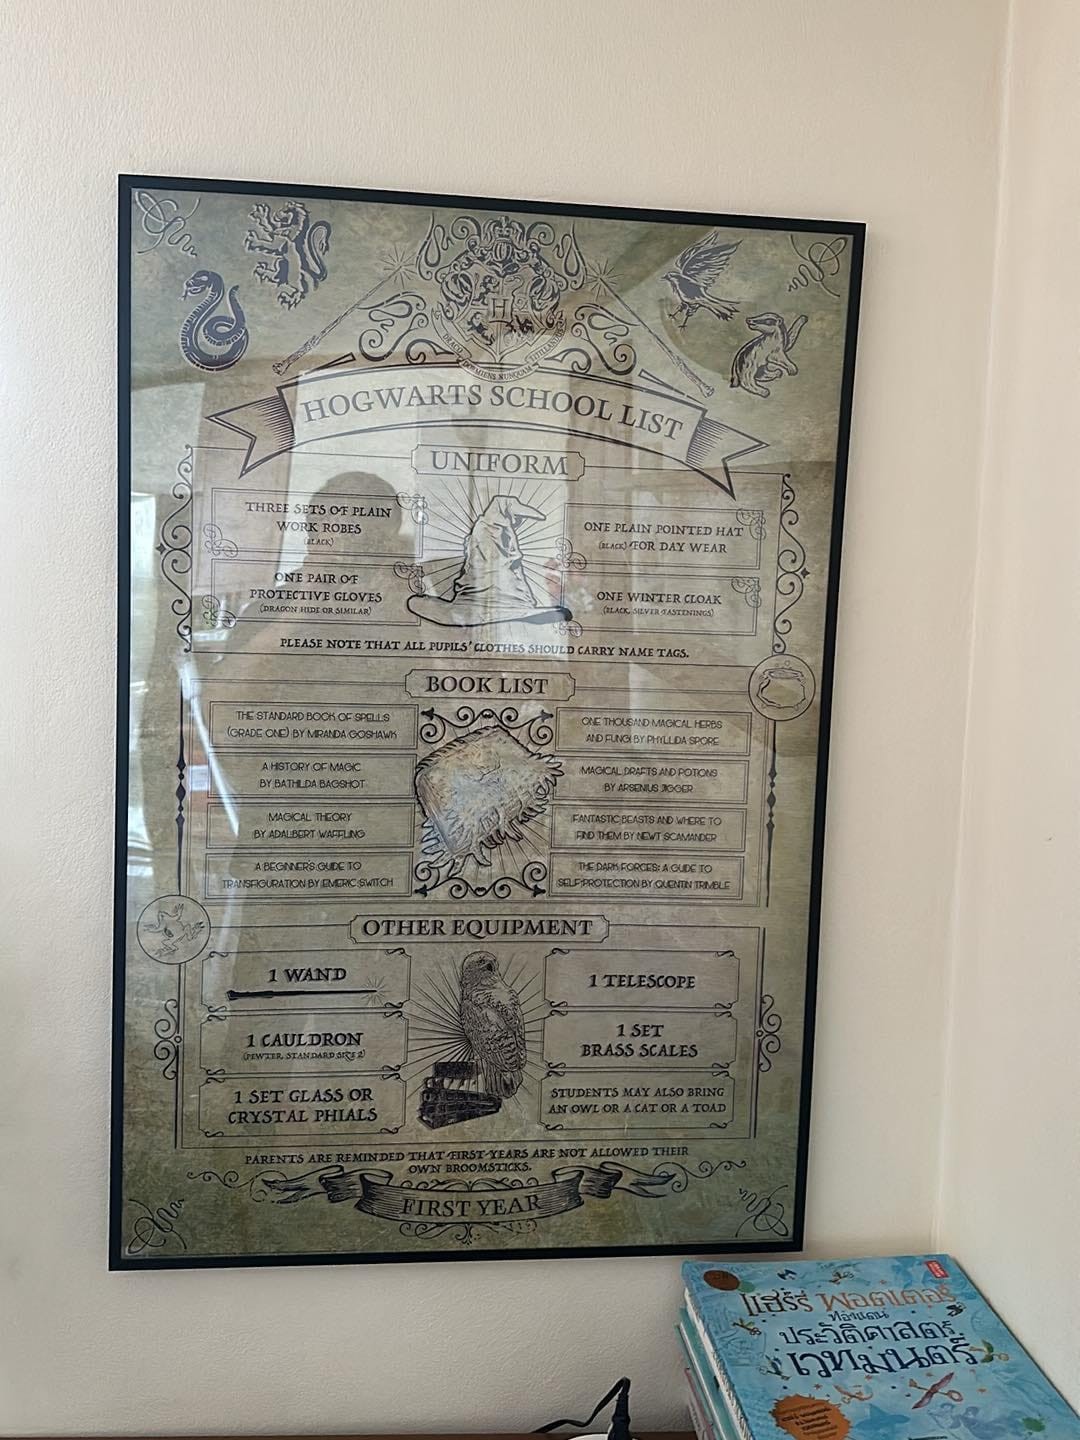 H
DRACO DORMIENS NUNQUAM TITILLANDUS
HOGWARTS SCHOOL LIST
UNIFORM
THREE SETS OF PLAIN
WORK ROBES
(BLACK)
ONE PLAIN POINTED HAT
(BLACK) FOR DAY WEAR
ONE PAIR OF
PROTECTIVE GLOVES
(DRAGON HIDE OR SIMILAR)
ONE WINTER CLOAK
(BLACK, SILVER FASTENINGS)
PLEASE NOTE THAT ALL PUPILS' CLOTHES SHOULD CARRY NAME TAGS.
BOOK LIST
THE STANDARD BOOK OF SPELLS
(GRADE ONE) BY MIRANDA GOSHAWK
ONE THOUSAND MAGICAL HERBS
AND FUNGI BY PHYLLIDA SPORE
A HISTORY OF MAGIC
BY BATHILDA BAGSHOT
MAGICAL DRAFTS AND POTIONS
BY ARSENIUS JIGGER
MAGICAL THEORY
BY ADALBERT WAFFLING
FANTASTIC BEASTS AND WHERE TO
FIND THEM BY NEWT SCAMANDER
A BEGINNERS GUIDE TO
TRANSFIGURATION BY EMERIC SWITCH
THE DARK FORCES: A GUIDE TO
SELF-PROTECTION BY QUENTIN TRIMBLE
OTHER EQUIPMENT
1 WAND
1 TELESCOPE
1 CAULDRON
(PEWTER, STANDARD SIZE 2)
1 SET
BRASS SCALES
1 SET GLASS OR
CRYSTAL PHIALS
STUDENTS MAY ALSO BRING
AN OWL OR A CAT OR A TOAD
PARENTS ARE REMINDED THAT FIRST-YEARS ARE NOT ALLOWED THEIR
OWN BROOMSTICKS.
FIRST YEAR
แฮร์รี่ พอตเตอร์
ท่องแดน
ประวัติศาสตร์
เวทมนตร์